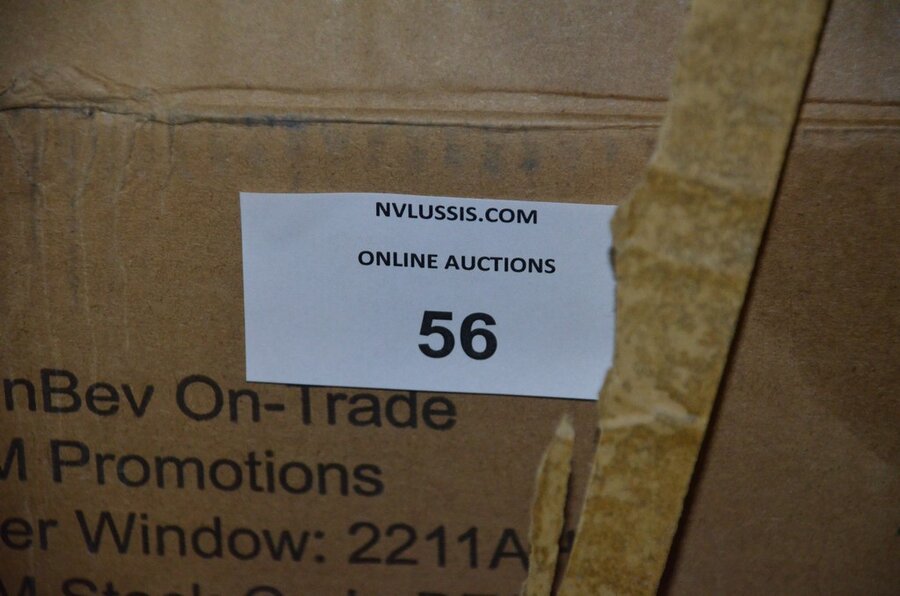 NVLUSSIS.COM
ONLINE AUCTIONS
56
nBev On-Trade
M Promotions
er Window: 2211A